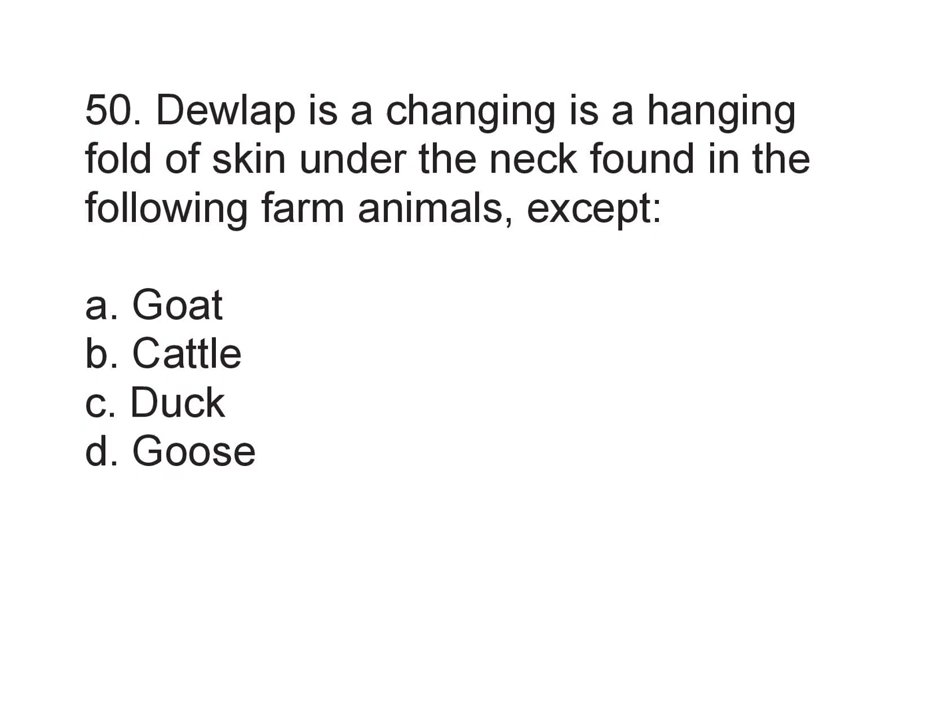 50. Dewlap is a changing is a hanging
fold of skin under the neck found in the
following farm animals, except:
a. Goat
b. Cattle
c. Duck
d. Goose